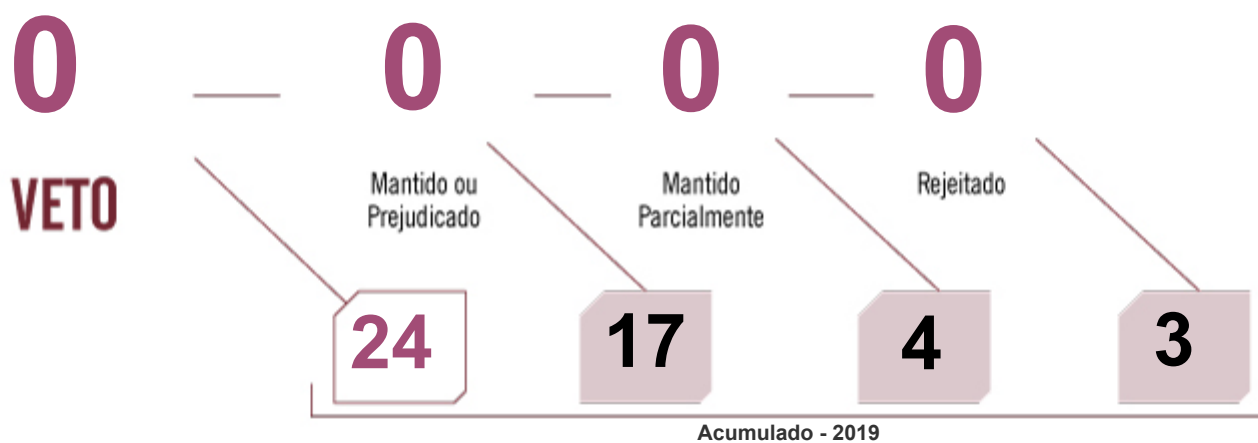 0 0 0 0
VETO
Mantido ou
Prejudicado
Mantido
Parcialmente
Rejeitado
24 17 4 3
Acumulado - 2019